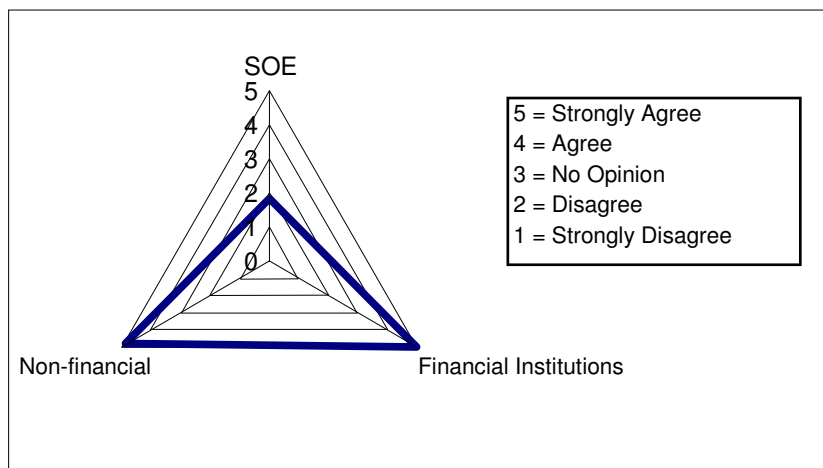 SOE
5
4
3
2
1
0
Non-financial
Financial Institutions
5 = Strongly Agree
4 = Agree
3 = No Opinion
2 = Disagree
1 = Strongly Disagree